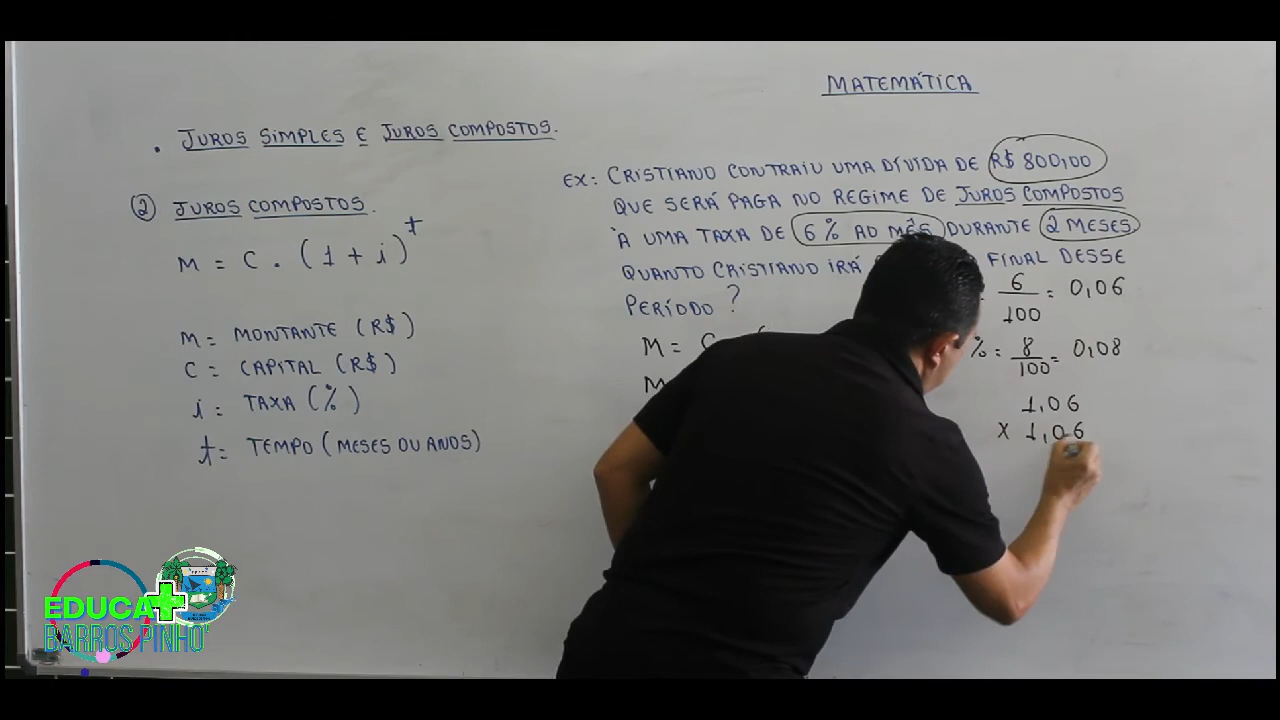 MATEMÁTICA
. JUROS SIMPLES E JUROS COMPOSTOS.
② JUROS COMPOSTOS.
M = C . (1 + i)^t
M = MONTANTE (R$)
C = CAPITAL (R$)
i = TAXA (%)
t = TEMPO (MESES OU ANOS)
EX: CRISTIANO CONTRAIU UMA DÍVIDA DE R$ 800,00
QUE SERÁ PAGA NO REGIME DE JUROS COMPOSTOS
À UMA TAXA DE 6% AO MÊS DURANTE 2 MESES.
QUANTO CRISTIANO IRÁ FINAL DESSE
PERÍODO?
6/100 = 0,06
M = C
% = 8/100 = 0,08
M
1,06
X 1,06
EDUCA+
BARROS PINHO